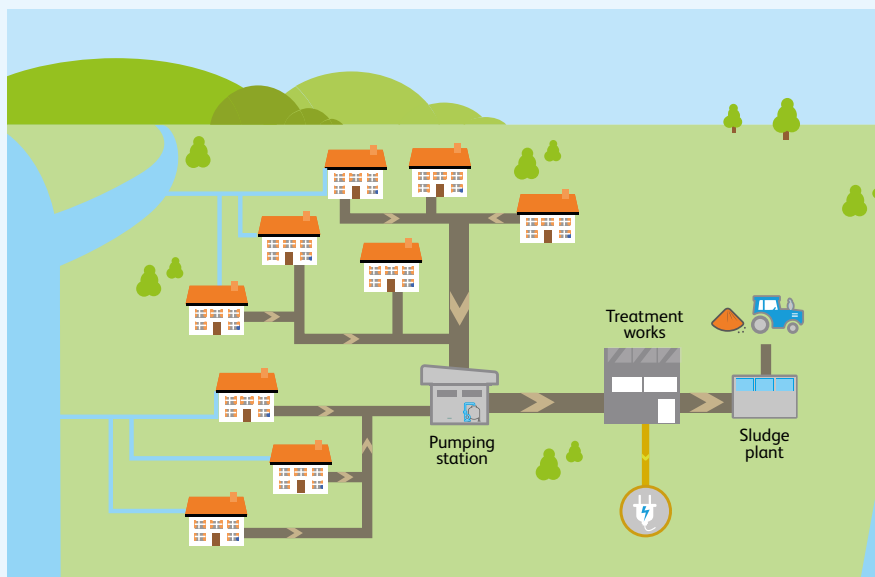 Treatment
works
Pumping
station
Sludge
plant